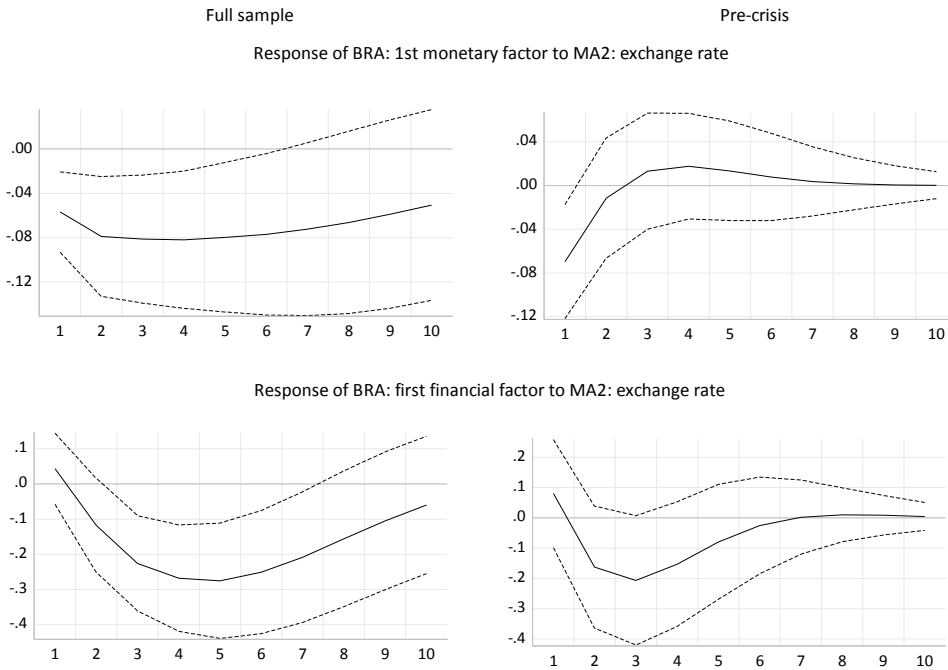 Full sample
Pre-crisis
Response of BRA: 1st monetary factor to MA2: exchange rate
.00
-.04
-.08
-.12
1 2 3 4 5 6 7 8 9 10
.04
.00
-.04
-.08
-.12
1 2 3 4 5 6 7 8 9 10
Response of BRA: first financial factor to MA2: exchange rate
.1
.0
-.1
-.2
-.3
-.4
1 2 3 4 5 6 7 8 9 10
.2
.1
.0
-.1
-.2
-.3
-.4
1 2 3 4 5 6 7 8 9 10